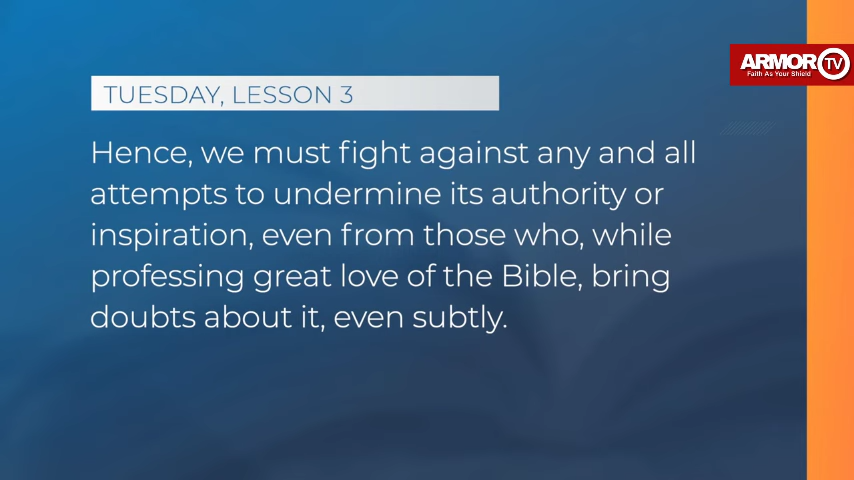 ARMOR TV
Faith As Your Shield
TUESDAY, LESSON 3
Hence, we must fight against any and all
attempts to undermine its authority or
inspiration, even from those who, while
professing great love of the Bible, bring
doubts about it, even subtly.